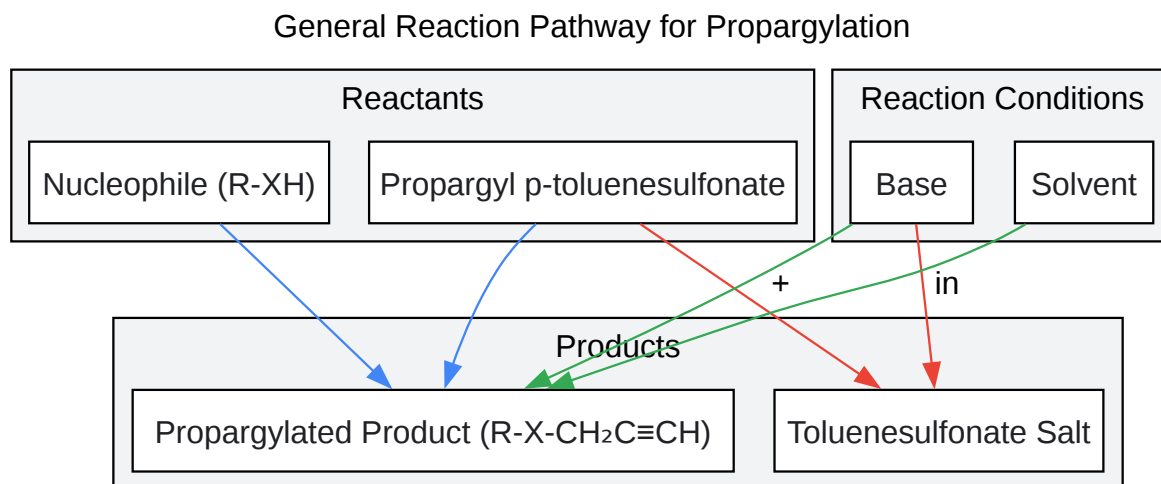 General Reaction Pathway for Propargylation
Reactants
Reaction Conditions
Nucleophile (R-XH)
Propargyl p-toluenesulfonate
Base
Solvent
+
in
Products
Propargylated Product (R-X-CH₂C≡CH)
Toluenesulfonate Salt